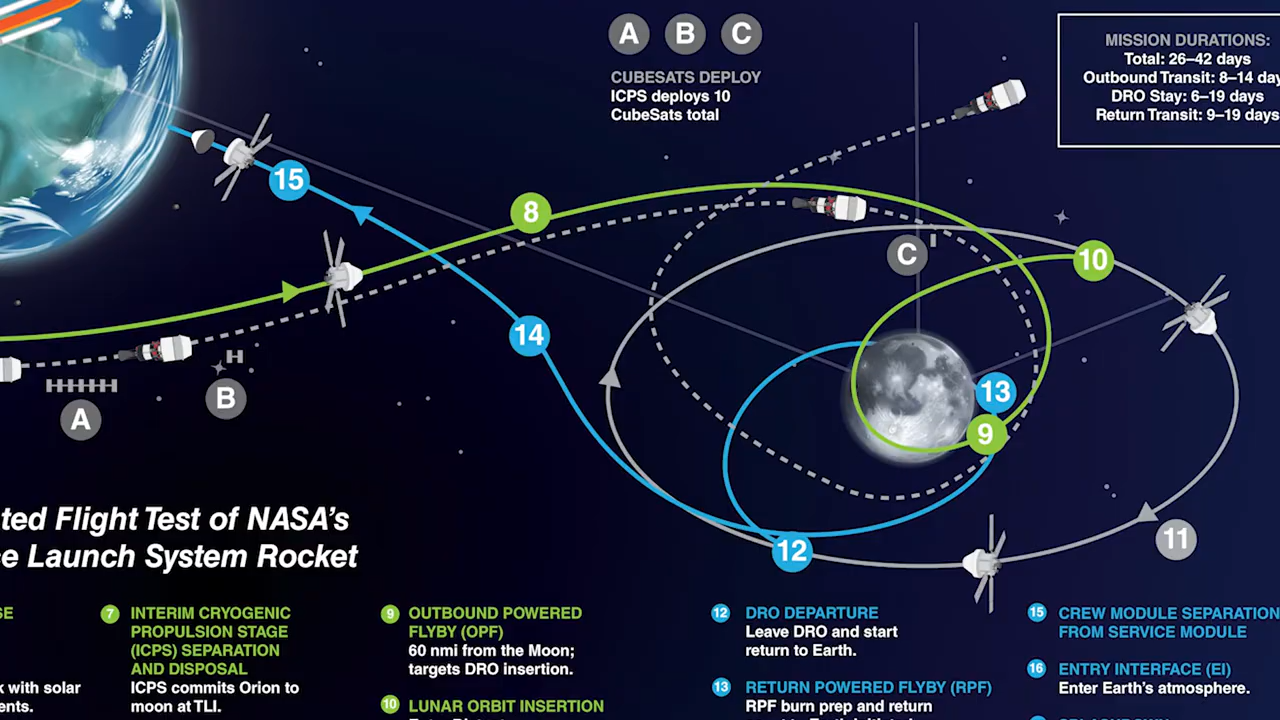 A B C
CUBESATS DEPLOY
ICPS deploys 10
CubeSats total
MISSION DURATIONS:
Total: 26–42 days
Outbound Transit: 8–14 day
DRO Stay: 6–19 days
Return Transit: 9–19 days
15
8
C
10
14
A
B
13
9
12
11
ted Flight Test of NASA’s
e Launch System Rocket
SE
k with solar
ents.
7 INTERIM CRYOGENIC
PROPULSION STAGE
(ICPS) SEPARATION
AND DISPOSAL
ICPS commits Orion to
moon at TLI.
9 OUTBOUND POWERED
FLYBY (OPF)
60 nmi from the Moon;
targets DRO insertion.
10 LUNAR ORBIT INSERTION
12 DRO DEPARTURE
Leave DRO and start
return to Earth.
13 RETURN POWERED FLYBY (RPF)
RPF burn prep and return
15 CREW MODULE SEPARATION
FROM SERVICE MODULE
16 ENTRY INTERFACE (EI)
Enter Earth’s atmosphere.